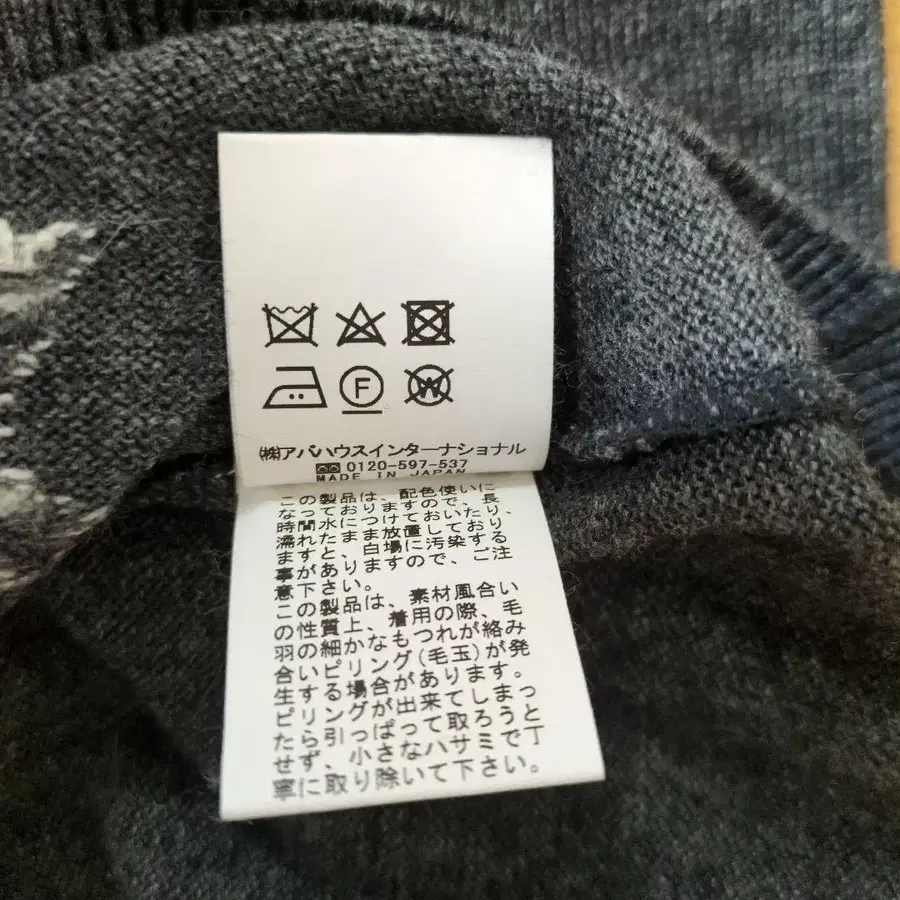 F
W
㈱アバハウスインターナショナル
0120-597-537
MADE IN JAPAN
この製品は、配色使いに
なっておりますので、長
時間水につけておいたり、
濡れたまま放置しており
ますと、白場に汚染する
事がありますので、ご注
意下さい。
この製品は、素材風合い
の性質上、着用の際、毛
羽の細かなもつれが絡み
合いピリング(毛玉)が発
生する場合があります。
ピリングが出来てしまっ
たら引っぱって取ろうと
せず、小さなハサミで丁
寧に取り除いて下さい。